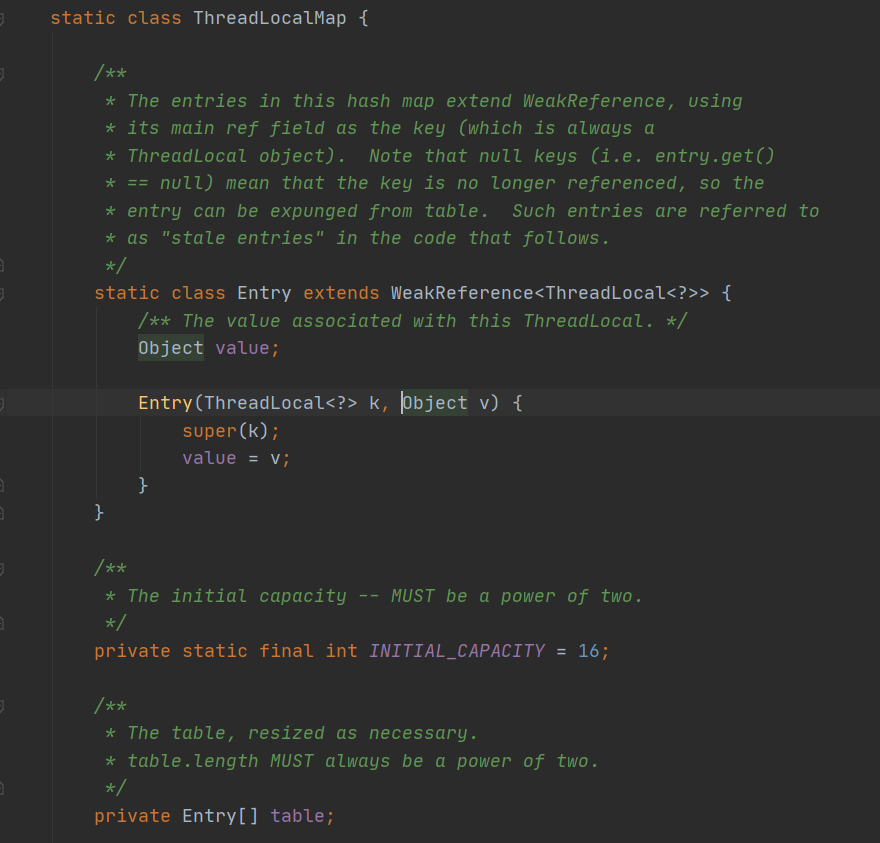 static class ThreadLocalMap {
/**
* The entries in this hash map extend WeakReference, using
* its main ref field as the key (which is always a
* ThreadLocal object).  Note that null keys (i.e. entry.get()
* == null) mean that the key is no longer referenced, so the
* entry can be expunged from table.  Such entries are referred to
* as "stale entries" in the code that follows.
*/
static class Entry extends WeakReference<ThreadLocal<?>> {
/** The value associated with this ThreadLocal. */
Object value;
Entry(ThreadLocal<?> k, Object v) {
super(k);
value = v;
}
}
/**
* The initial capacity -- MUST be a power of two.
*/
private static final int INITIAL_CAPACITY = 16;
/**
* The table, resized as necessary.
* table.length MUST always be a power of two.
*/
private Entry[] table;